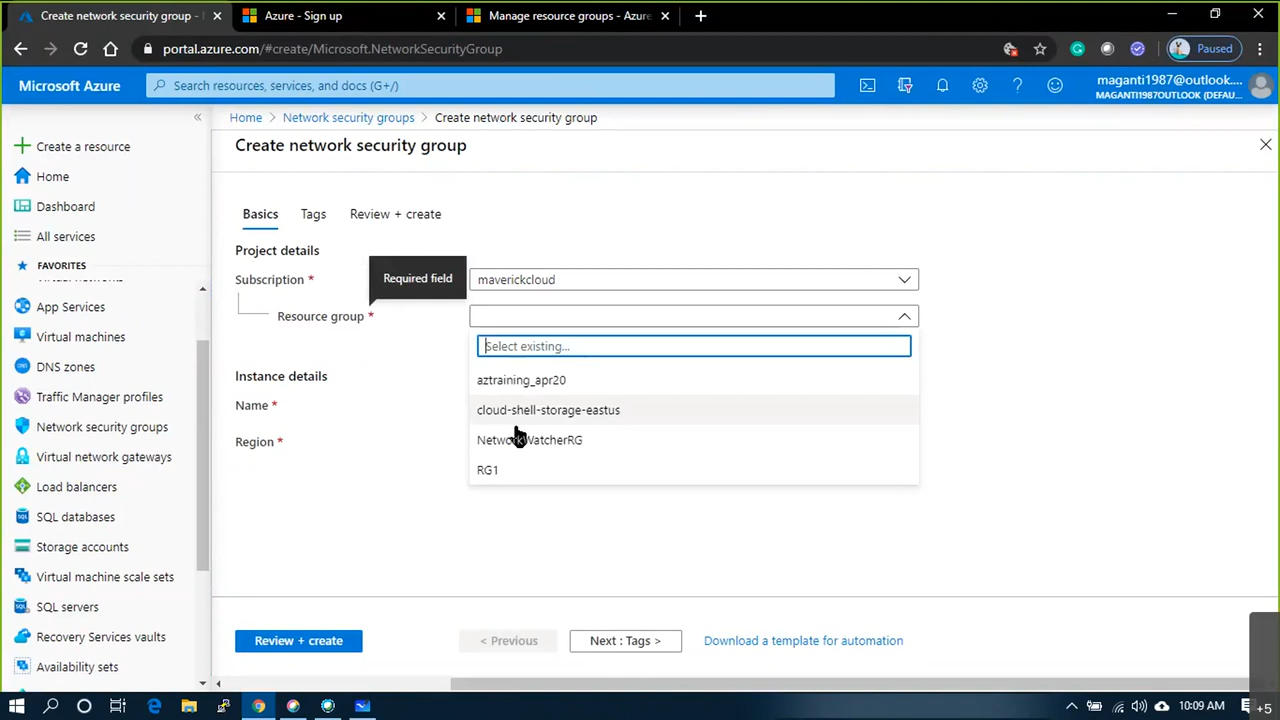 Create network security group -
Azure - Sign up
Manage resource groups - Azure
portal.azure.com/#create/Microsoft.NetworkSecurityGroup
Paused
Microsoft Azure
Search resources, services, and docs (G+/)
maganti1987@outlook....
MAGANTI1987OUTLOOK (DEFAU...
Home > Network security groups > Create network security group
Create network security group
Create a resource
Home
Dashboard
All services
FAVORITES
App Services
Virtual machines
DNS zones
Traffic Manager profiles
Network security groups
Virtual network gateways
Load balancers
SQL databases
Storage accounts
Virtual machine scale sets
SQL servers
Recovery Services vaults
Availability sets
Basics Tags Review + create
Project details
Subscription * maverickcloud
Required field
Resource group *
Select existing...
aztraining_apr20
cloud-shell-storage-eastus
NetworkWatcherRG
RG1
Instance details
Name *
Region *
Review + create < Previous Next : Tags > Download a template for automation
10:09 AM
+5